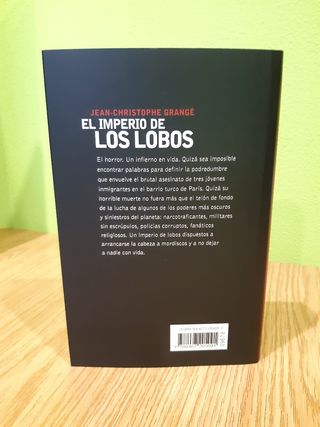 JEAN-CHRISTOPHE GRANGÉ
EL IMPERIO DE
LOS LOBOS
El horror. Un infierno en vida. Quizá sea imposible
encontrar palabras para definir la podredumbre
que envuelve el brutal asesinato de tres jóvenes
inmigrantes en el barrio turco de París. Quizá su
horrible muerte no fuera más que el telón de fondo
de la lucha de algunos de los poderes más oscuros
y siniestros del planeta: narcotraficantes, militares
sin escrúpulos, policías corruptos, fanáticos
religiosos. Un Imperio de lobos dispuestos a
arrancarse la cabeza a mordiscos y a no dejar
a nadie con vida.